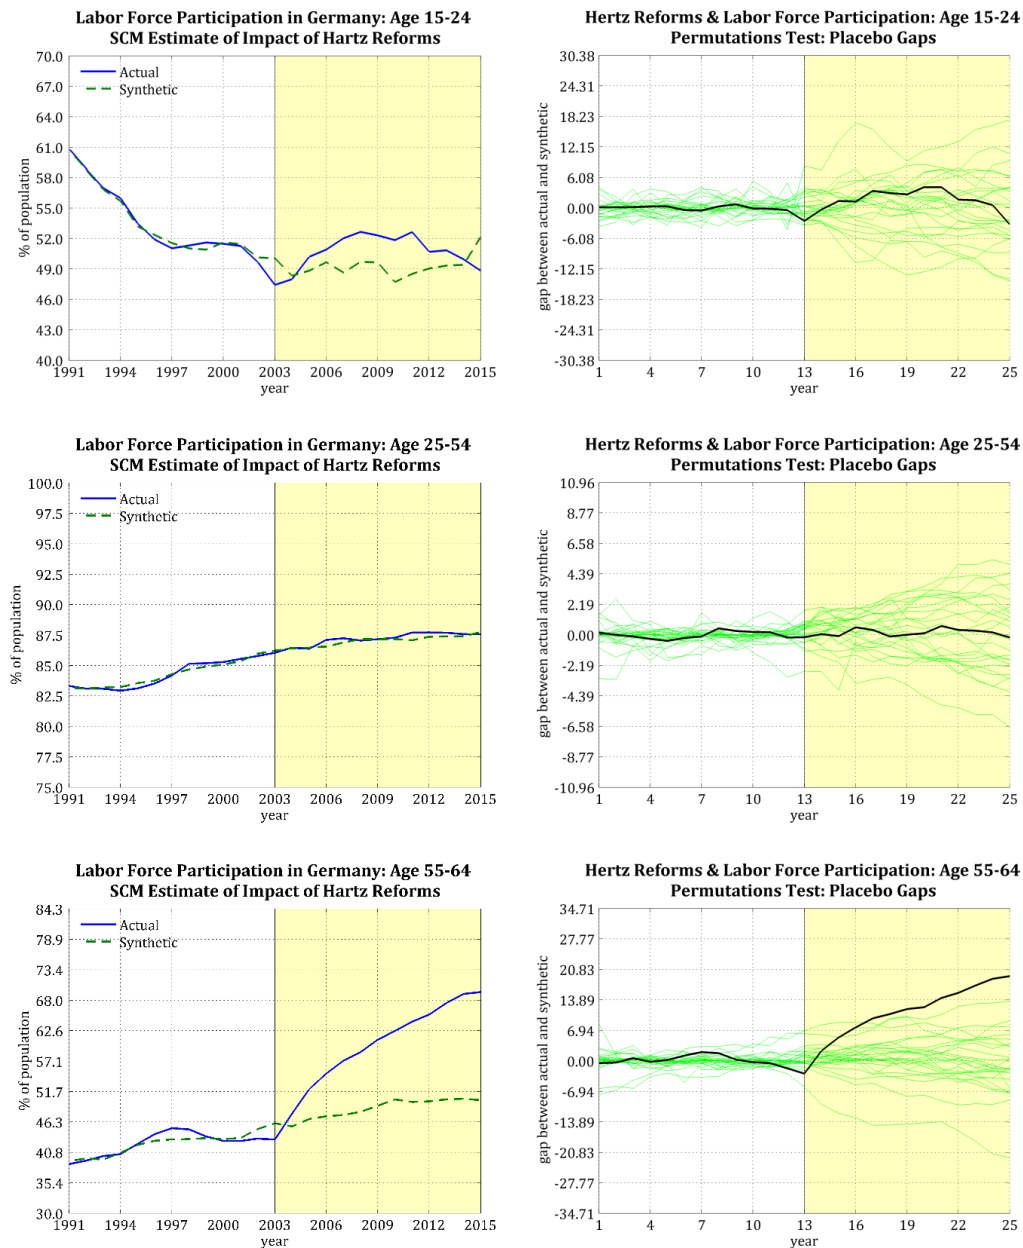 Labor Force Participation in Germany: Age 15-24
SCM Estimate of Impact of Hartz Reforms
70.0
67.0
64.0
61.0
58.0
55.0
52.0
49.0
46.0
43.0
40.0
% of population
Actual
Synthetic
1991 1994 1997 2000 2003 2006 2009 2012 2015
year
Hertz Reforms & Labor Force Participation: Age 15-24
Permutations Test: Placebo Gaps
30.38
24.31
18.23
12.15
6.08
0.00
-6.08
-12.15
-18.23
-24.31
-30.38
gap between actual and synthetic
1 4 7 10 13 16 19 22 25
year
Labor Force Participation in Germany: Age 25-54
SCM Estimate of Impact of Hartz Reforms
100.0
97.5
95.0
92.5
90.0
87.5
85.0
82.5
80.0
77.5
75.0
% of population
Actual
Synthetic
1991 1994 1997 2000 2003 2006 2009 2012 2015
year
Hertz Reforms & Labor Force Participation: Age 25-54
Permutations Test: Placebo Gaps
10.96
8.77
6.58
4.39
2.19
0.00
-2.19
-4.39
-6.58
-8.77
-10.96
gap between actual and synthetic
1 4 7 10 13 16 19 22 25
year
Labor Force Participation in Germany: Age 55-64
SCM Estimate of Impact of Hartz Reforms
84.3
78.9
73.4
68.0
62.6
57.1
51.7
46.3
40.8
35.4
30.0
% of population
Actual
Synthetic
1991 1994 1997 2000 2003 2006 2009 2012 2015
year
Hertz Reforms & Labor Force Participation: Age 55-64
Permutations Test: Placebo Gaps
34.71
27.77
20.83
13.89
6.94
0.00
-6.94
-13.89
-20.83
-27.77
-34.71
gap between actual and synthetic
1 4 7 10 13 16 19 22 25
year